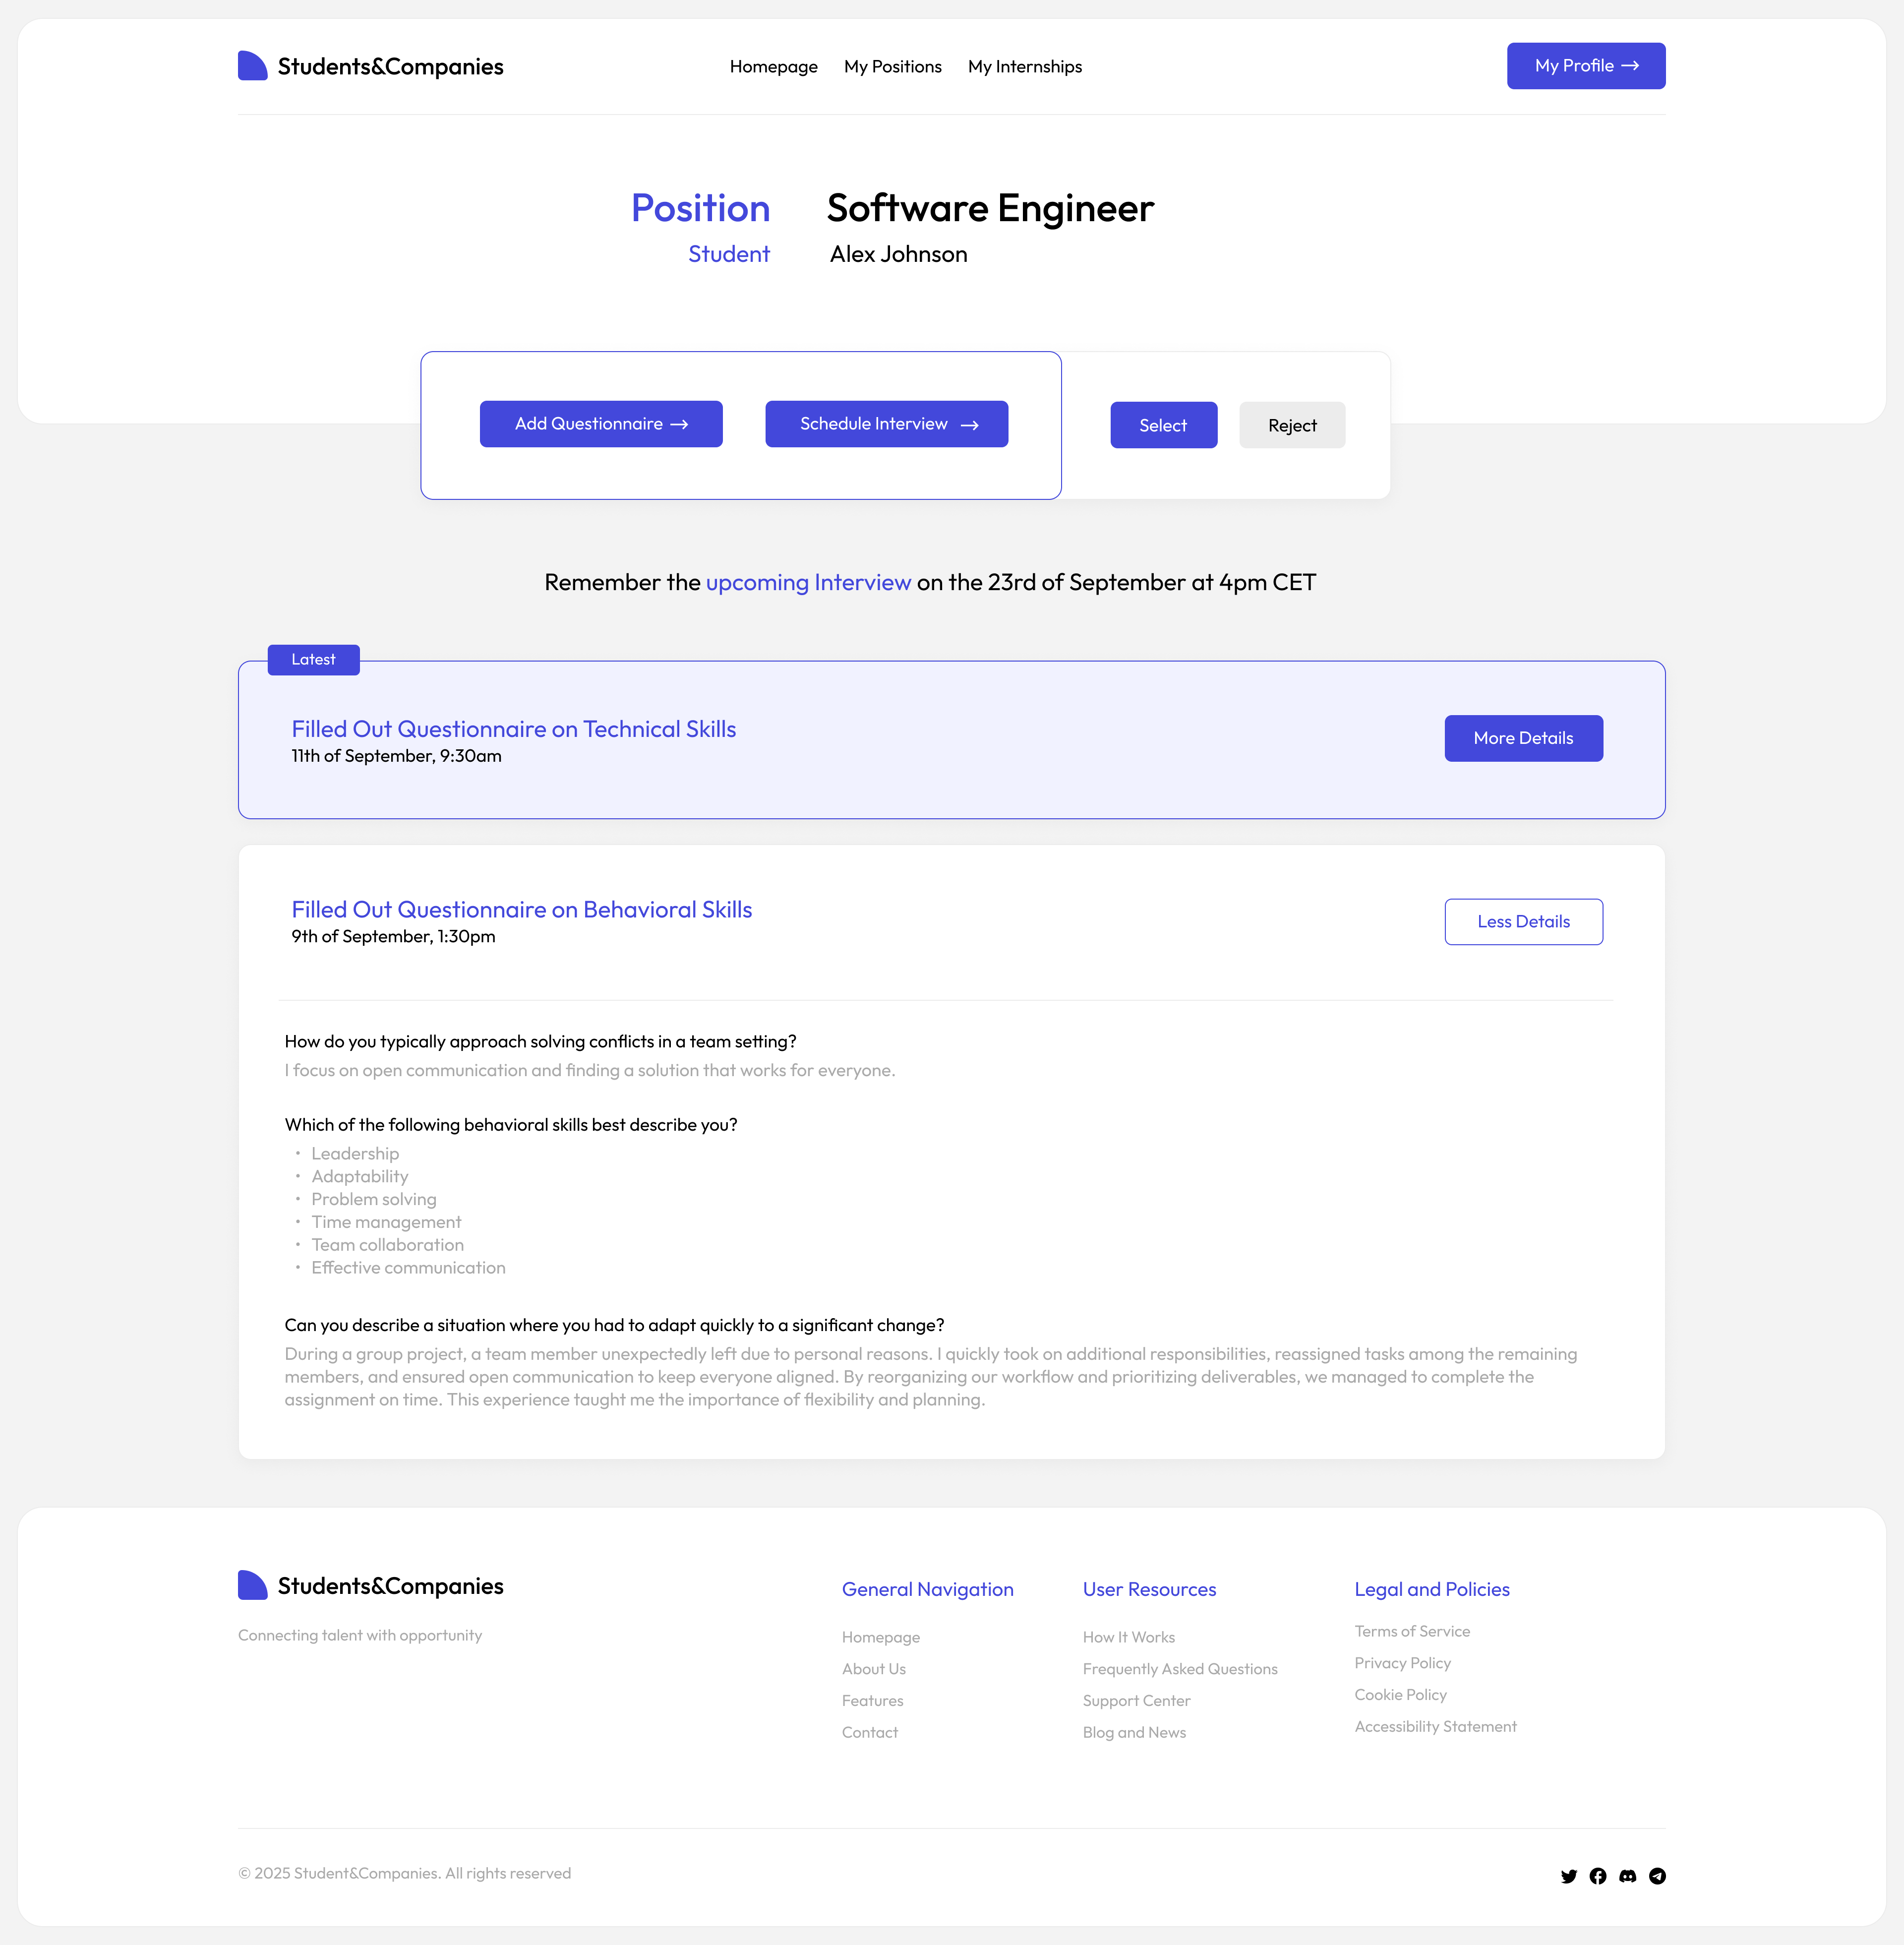 Students&Companies
Homepage
My Positions
My Internships
My Profile →
Position
Software Engineer
Student
Alex Johnson
Add Questionnaire →
Schedule Interview →
Select
Reject
Remember the upcoming Interview on the 23rd of September at 4pm CET
Latest
Filled Out Questionnaire on Technical Skills
11th of September, 9:30am
More Details
Filled Out Questionnaire on Behavioral Skills
9th of September, 1:30pm
Less Details
How do you typically approach solving conflicts in a team setting?
I focus on open communication and finding a solution that works for everyone.
Which of the following behavioral skills best describe you?
• Leadership
• Adaptability
• Problem solving
• Time management
• Team collaboration
• Effective communication
Can you describe a situation where you had to adapt quickly to a significant change?
During a group project, a team member unexpectedly left due to personal reasons. I quickly took on additional responsibilities, reassigned tasks among the remaining
members, and ensured open communication to keep everyone aligned. By reorganizing our workflow and prioritizing deliverables, we managed to complete the
assignment on time. This experience taught me the importance of flexibility and planning.
Students&Companies
Connecting talent with opportunity
General Navigation
Homepage
About Us
Features
Contact
User Resources
How It Works
Frequently Asked Questions
Support Center
Blog and News
Legal and Policies
Terms of Service
Privacy Policy
Cookie Policy
Accessibility Statement
© 2025 Student&Companies. All rights reserved